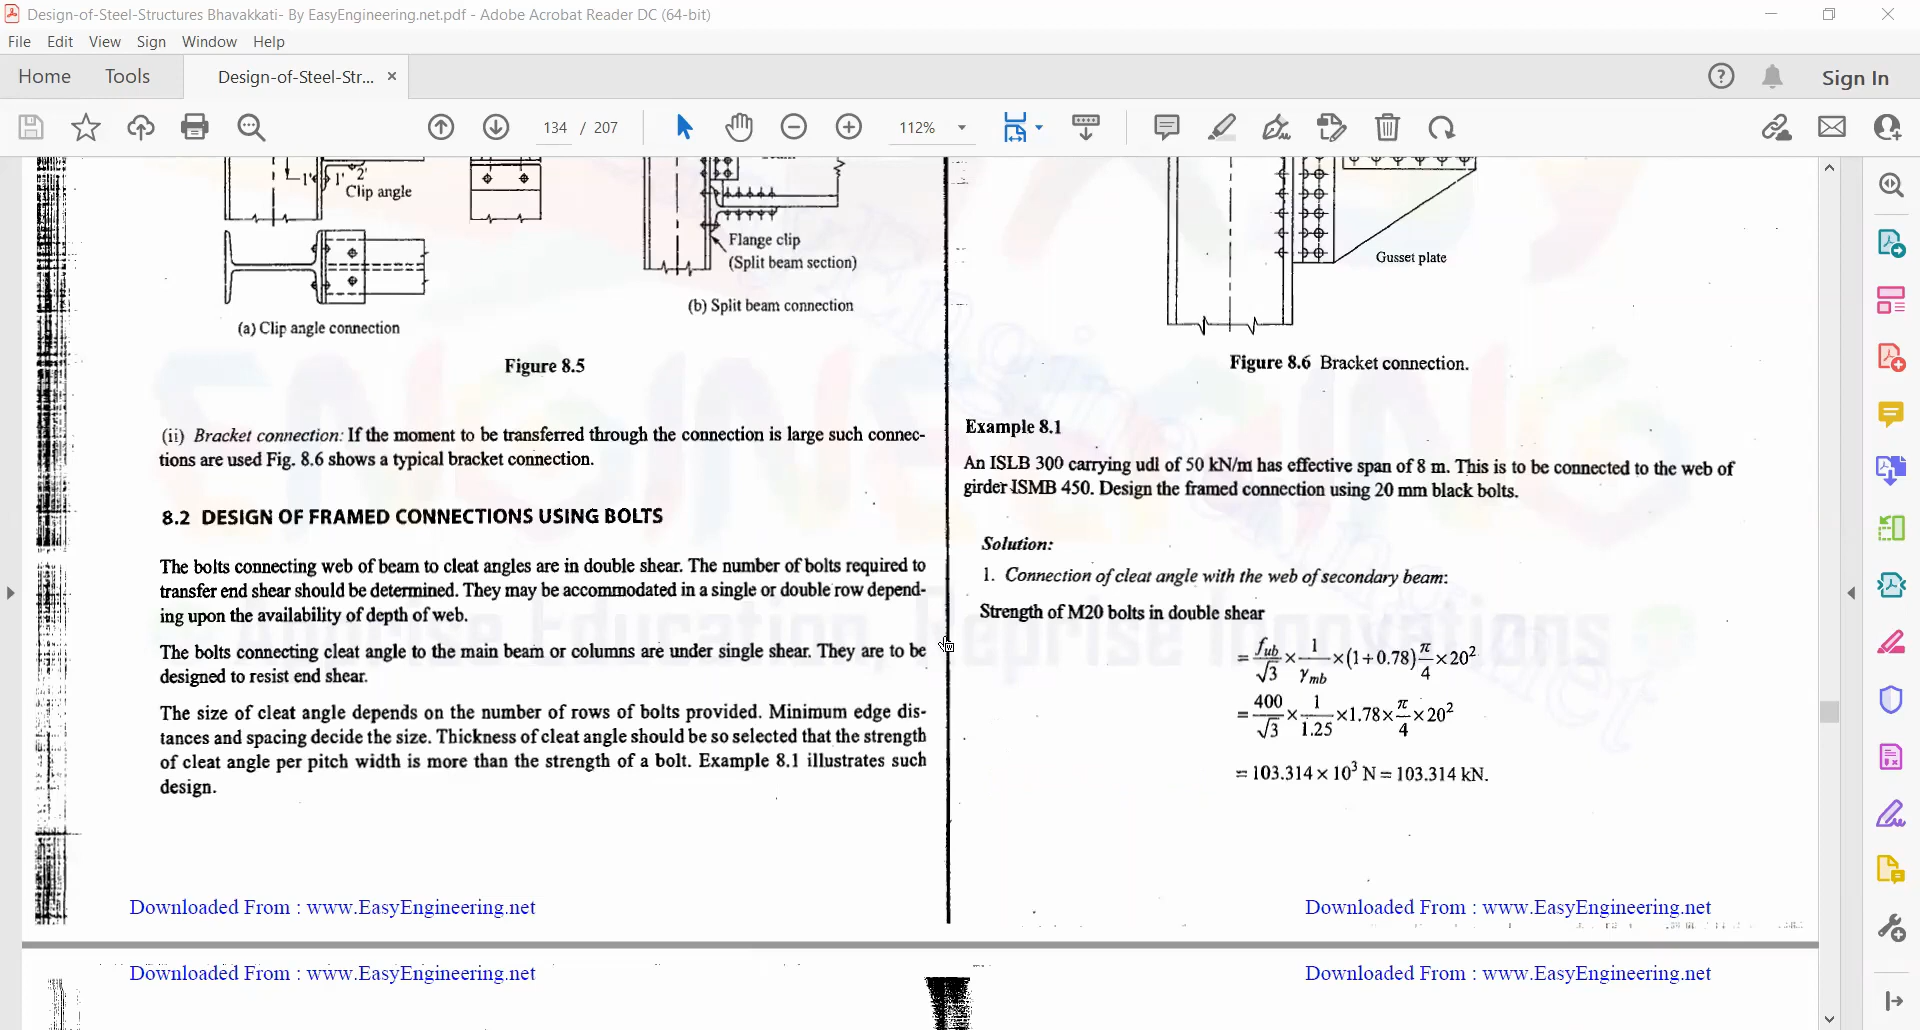 Design-of-Steel-Structures Bhavakkati- By EasyEngineering.net.pdf - Adobe Acrobat Reader DC (64-bit)
File Edit View Sign Window Help
Home Tools Design-of-Steel-Str... × Sign In
134 / 207 112%
1' 1' 2'
Clip angle
Flange clip
(Split beam section)
(a) Clip angle connection
(b) Split beam connection
Figure 8.5
(ii) Bracket connection: If the moment to be transferred through the connection is large such connec-
tions are used Fig. 8.6 shows a typical bracket connection.
8.2 DESIGN OF FRAMED CONNECTIONS USING BOLTS
The bolts connecting web of beam to cleat angles are in double shear. The number of bolts required to
transfer end shear should be determined. They may be accommodated in a single or double row depend-
ing upon the availability of depth of web.
The bolts connecting cleat angle to the main beam or columns are under single shear. They are to be
designed to resist end shear.
The size of cleat angle depends on the number of rows of bolts provided. Minimum edge dis-
tances and spacing decide the size. Thickness of cleat angle should be so selected that the strength
of cleat angle per pitch width is more than the strength of a bolt. Example 8.1 illustrates such
design.
Downloaded From : www.EasyEngineering.net
Gusset plate
Figure 8.6 Bracket connection.
Example 8.1
An ISLB 300 carrying udl of 50 kN/m has effective span of 8 m. This is to be connected to the web of
girder ISMB 450. Design the framed connection using 20 mm black bolts.
Solution:
1. Connection of cleat angle with the web of secondary beam:
Strength of M20 bolts in double shear
= fub/√3 × 1/γmb × (1+0.78) π/4 × 20²
= 400/√3 × 1/1.25 × 1.78 × π/4 × 20²
= 103.314 × 10³ N = 103.314 kN.
Downloaded From : www.EasyEngineering.net
Downloaded From : www.EasyEngineering.net
Downloaded From : www.EasyEngineering.net